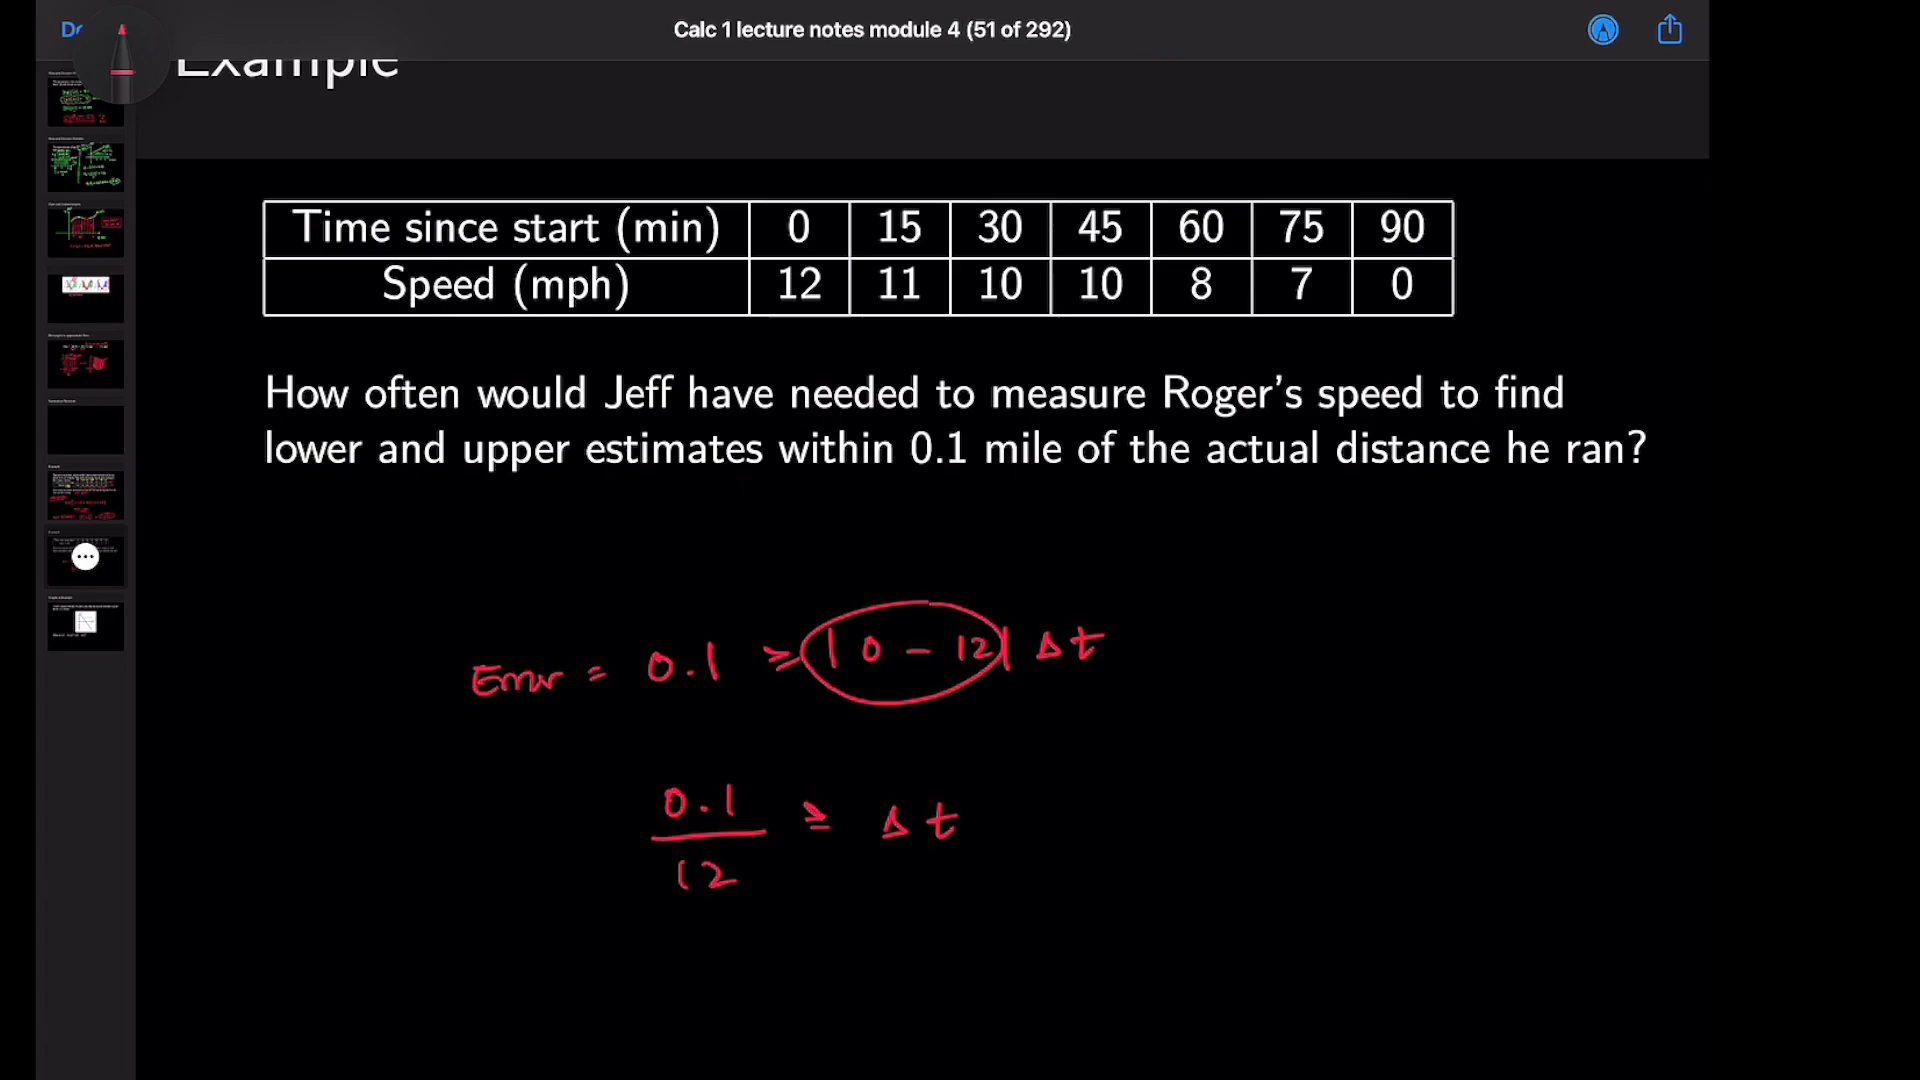 Calc 1 lecture notes module 4 (51 of 292)
Example
Time since start (min) 0 15 30 45 60 75 90
Speed (mph) 12 11 10 10 8 7 0
How often would Jeff have needed to measure Roger's speed to find
lower and upper estimates within 0.1 mile of the actual distance he ran?
Error = 0.1 ≥ | 0 - 12 | Δt
0.1
≥ Δt
12